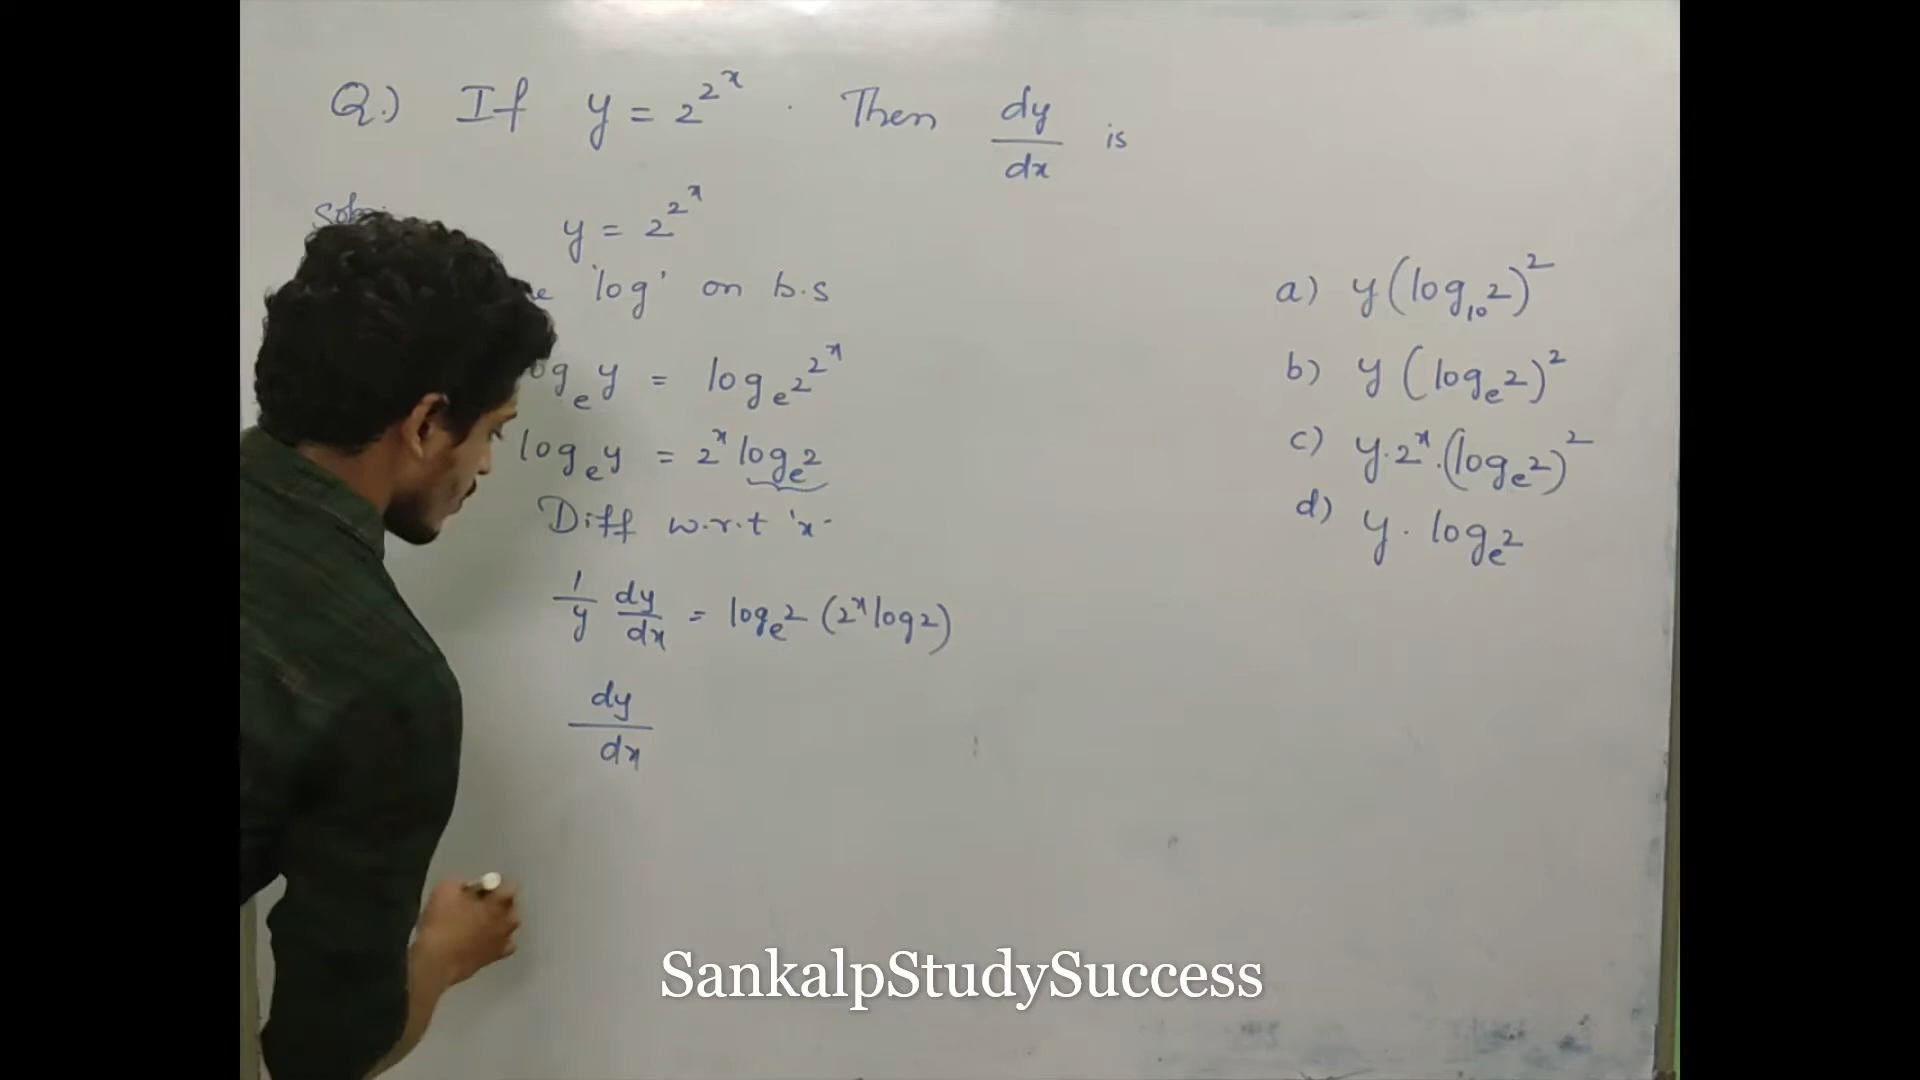 Q.) If y = 2^2^x . Then dy/dx is
Soln:
y = 2^2^x
'log' on b.s
log_e y = log_e 2^2^x
log_e y = 2^x log_e 2
Diff w.r.t 'x'
1/y dy/dx = log_e 2 (2^x log 2)
dy/dx
a) y (log_10 2)^2
b) y (log_e 2)^2
c) y.2^x.(log_e 2)^2
d) y . log_e 2
SankalpStudySuccess